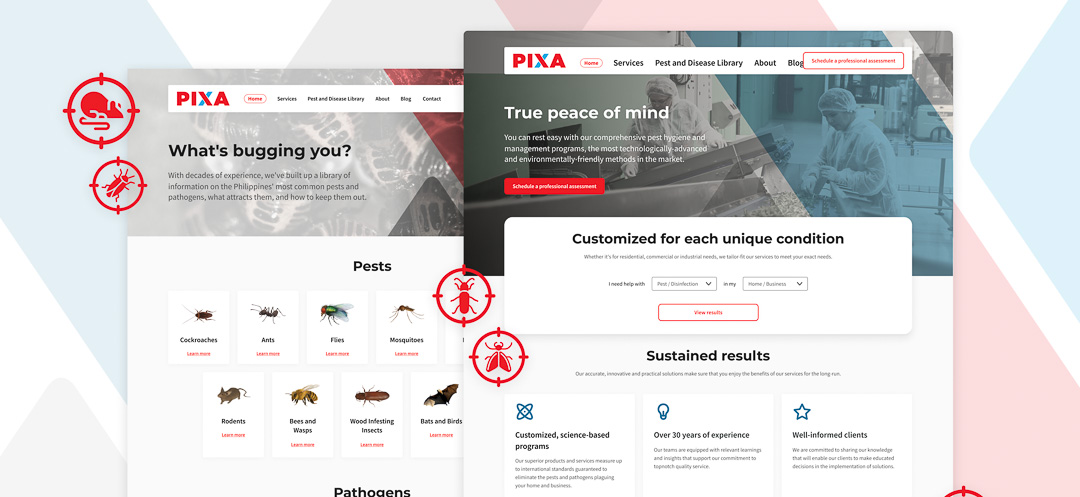 PIXA
Home
Services
Pest and Disease Library
About
Blog
Contact
What's bugging you?
With decades of experience, we've built up a library of
information on the Philippines' most common pests and
pathogens, what attracts them, and how to keep them out.
Pests
Cockroaches
Learn more
Ants
Learn more
Flies
Learn more
Mosquitoes
Learn more
Rodents
Learn more
Bees and
Wasps
Learn more
Wood Infesting
Insects
Learn more
Bats and Birds
Learn more
Pathogens
PIXA
Home
Services
Pest and Disease Library
About
Blog
Schedule a professional assessment
True peace of mind
You can rest easy with our comprehensive pest hygiene and
management programs, the most technologically-advanced
and environmentally-friendly methods in the market.
Schedule a professional assessment
Customized for each unique condition
Whether it's for residential, commercial or industrial needs, we tailor fit our services to meet your exact needs.
I need help with
Pest / Disinfection
in my
Home / Business
View results
Sustained results
Our accurate, innovative and practical solutions make sure that you enjoy the benefits of our services for the long run.
Customized, science-based
programs
Our superior products and services measure up
to international standards guaranteed to
eliminate the pests and pathogens plaguing
your home and business.
Over 30 years of experience
Our teams are equipped with relevant learnings
and insights that support our commitment to
topnotch quality service.
Well-informed clients
We are committed to sharing our knowledge
that will enable our clients to make educated
decisions in the implementation of solutions.